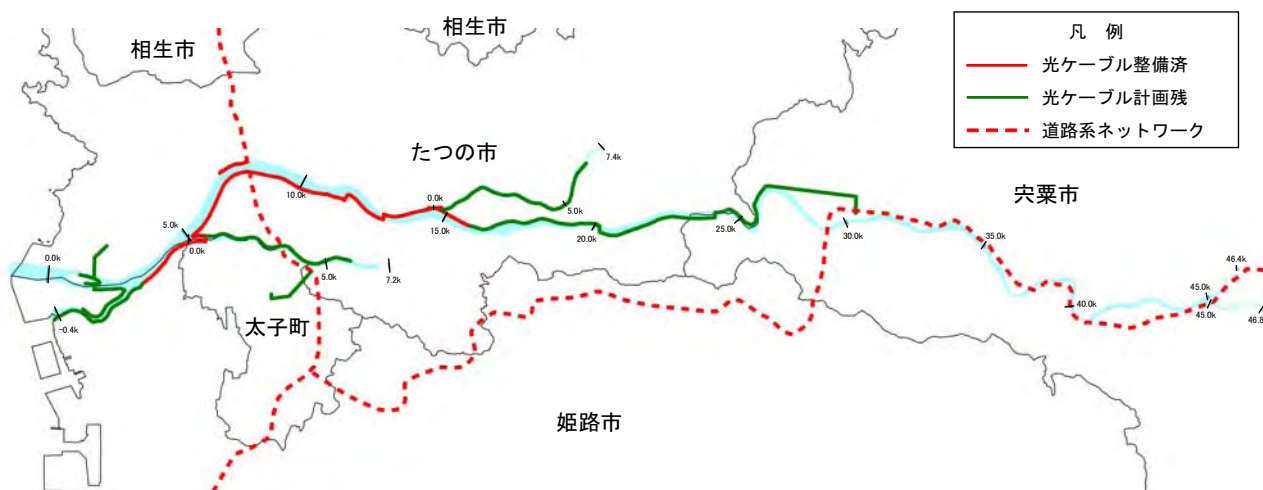 相生市
相生市
凡 例
光ケーブル整備済
光ケーブル計画残
道路系ネットワーク
たつの市
7.4k
宍粟市
10.0k
0.0k
5.0k
15.0k
20.0k
25.0k
30.0k
5.0k
0.0k
35.0k
0.0k
5.0k
7.2k
46.4k
45.0k
45.0k
46.8
40.0k
-0.4k
太子町
姫路市